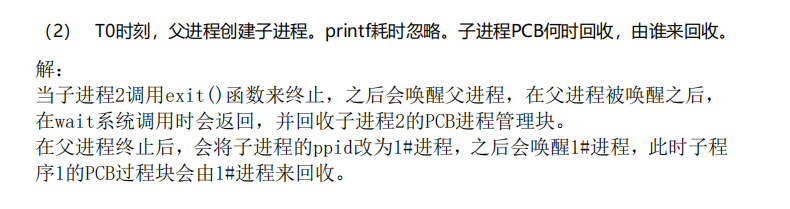 （2） T0时刻，父进程创建子进程。printf耗时忽略。子进程PCB何时回收，由谁来回收。
解：
当子进程2调用exit()函数来终止，之后会唤醒父进程，在父进程被唤醒之后，
在wait系统调用时会返回，并回收子进程2的PCB进程管理块。
在父进程终止后，会将子进程的ppid改为1#进程，之后会唤醒1#进程，此时子程
序1的PCB过程块会由1#进程来回收。